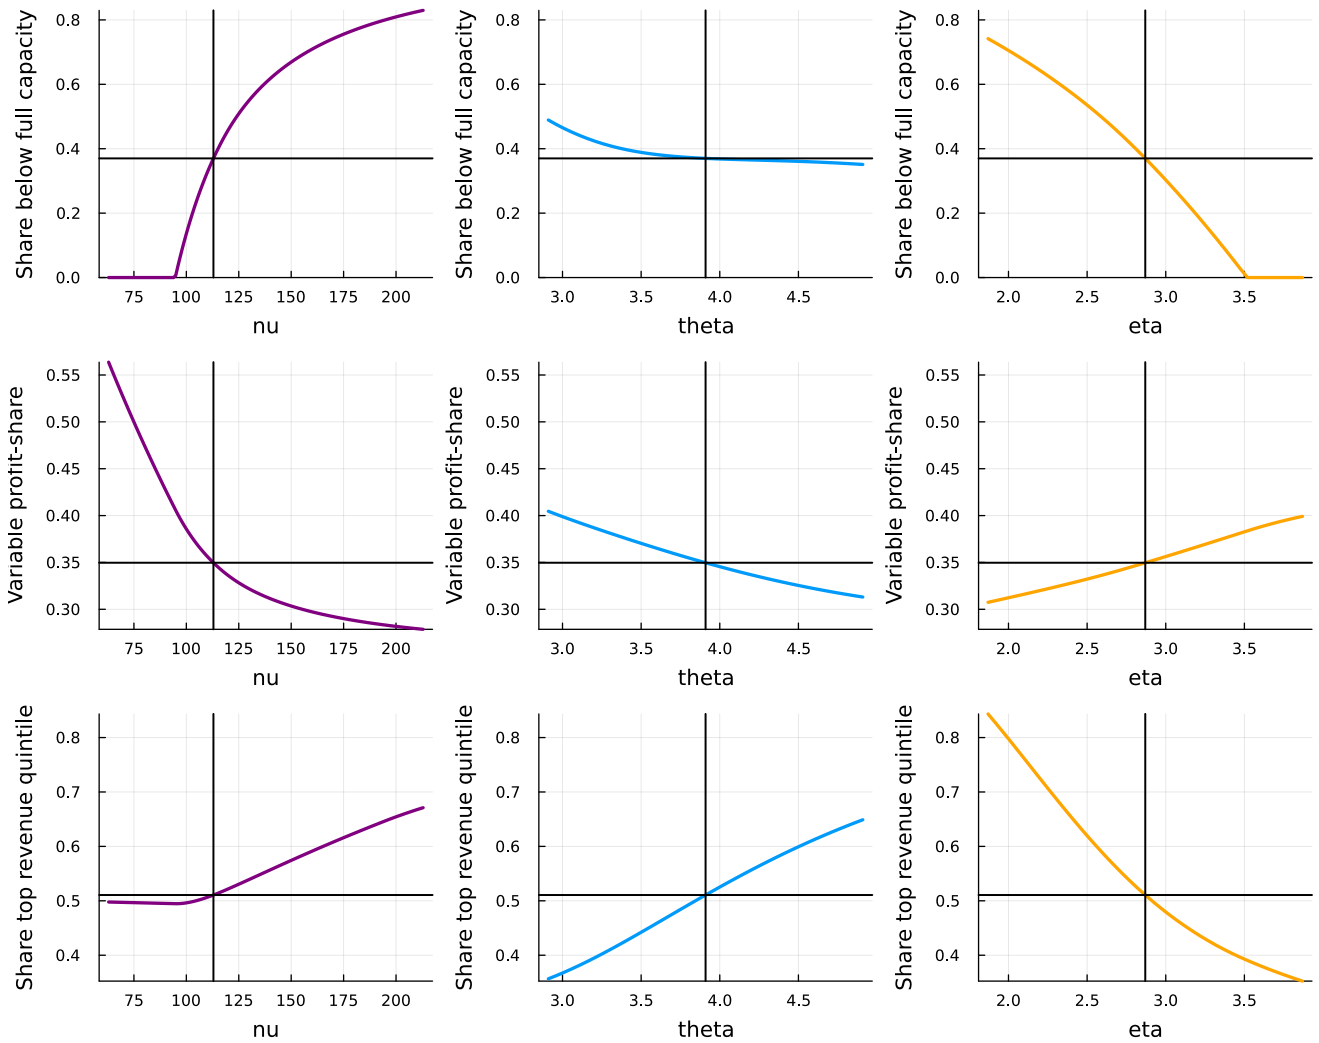 Share below full capacity
0.8
0.6
0.4
0.2
0.0
75 100 125 150 175 200
nu
Share below full capacity
0.8
0.6
0.4
0.2
0.0
3.0 3.5 4.0 4.5
theta
Share below full capacity
0.8
0.6
0.4
0.2
0.0
2.0 2.5 3.0 3.5
eta
Variable profit-share
0.55
0.50
0.45
0.40
0.35
0.30
75 100 125 150 175 200
nu
Variable profit-share
0.55
0.50
0.45
0.40
0.35
0.30
3.0 3.5 4.0 4.5
theta
Variable profit-share
0.55
0.50
0.45
0.40
0.35
0.30
2.0 2.5 3.0 3.5
eta
Share top revenue quintile
0.8
0.7
0.6
0.5
0.4
75 100 125 150 175 200
nu
Share top revenue quintile
0.8
0.7
0.6
0.5
0.4
3.0 3.5 4.0 4.5
theta
Share top revenue quintile
0.8
0.7
0.6
0.5
0.4
2.0 2.5 3.0 3.5
eta